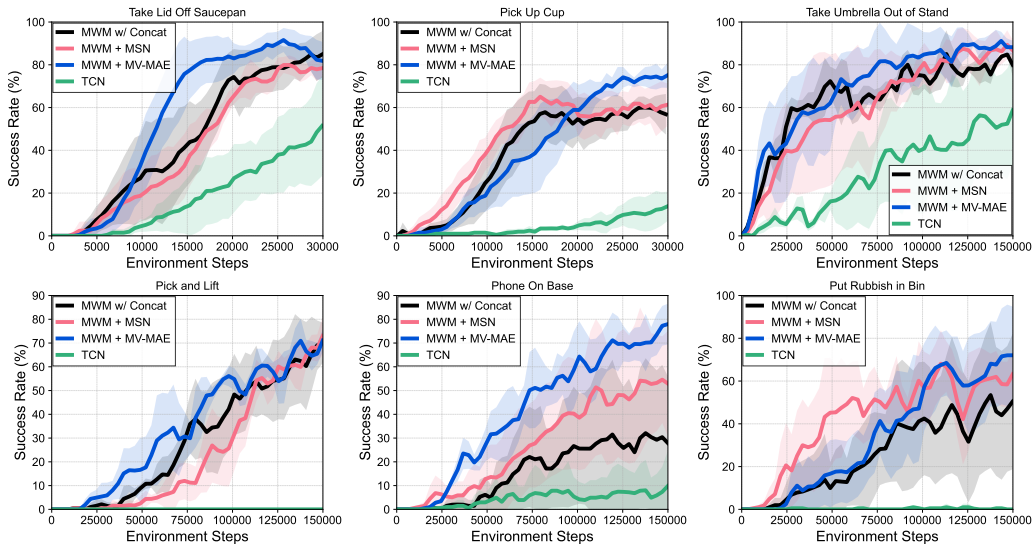 Take Lid Off Saucepan
Success Rate (%)
100
80
60
40
20
0
MWM w/ Concat
MWM + MSN
MWM + MV-MAE
TCN
0 5000 10000 15000 20000 25000 30000
Environment Steps
Pick Up Cup
Success Rate (%)
100
80
60
40
20
0
MWM w/ Concat
MWM + MSN
MWM + MV-MAE
TCN
0 5000 10000 15000 20000 25000 30000
Environment Steps
Take Umbrella Out of Stand
Success Rate (%)
100
80
60
40
20
0
MWM w/ Concat
MWM + MSN
MWM + MV-MAE
TCN
0 25000 50000 75000 100000 125000 150000
Environment Steps
Pick and Lift
Success Rate (%)
90
80
70
60
50
40
30
20
10
0
MWM w/ Concat
MWM + MSN
MWM + MV-MAE
TCN
0 25000 50000 75000 100000 125000 150000
Environment Steps
Phone On Base
Success Rate (%)
90
80
70
60
50
40
30
20
10
0
MWM w/ Concat
MWM + MSN
MWM + MV-MAE
TCN
0 25000 50000 75000 100000 125000 150000
Environment Steps
Put Rubbish in Bin
Success Rate (%)
100
80
60
40
20
0
MWM w/ Concat
MWM + MSN
MWM + MV-MAE
TCN
0 25000 50000 75000 100000 125000 150000
Environment Steps